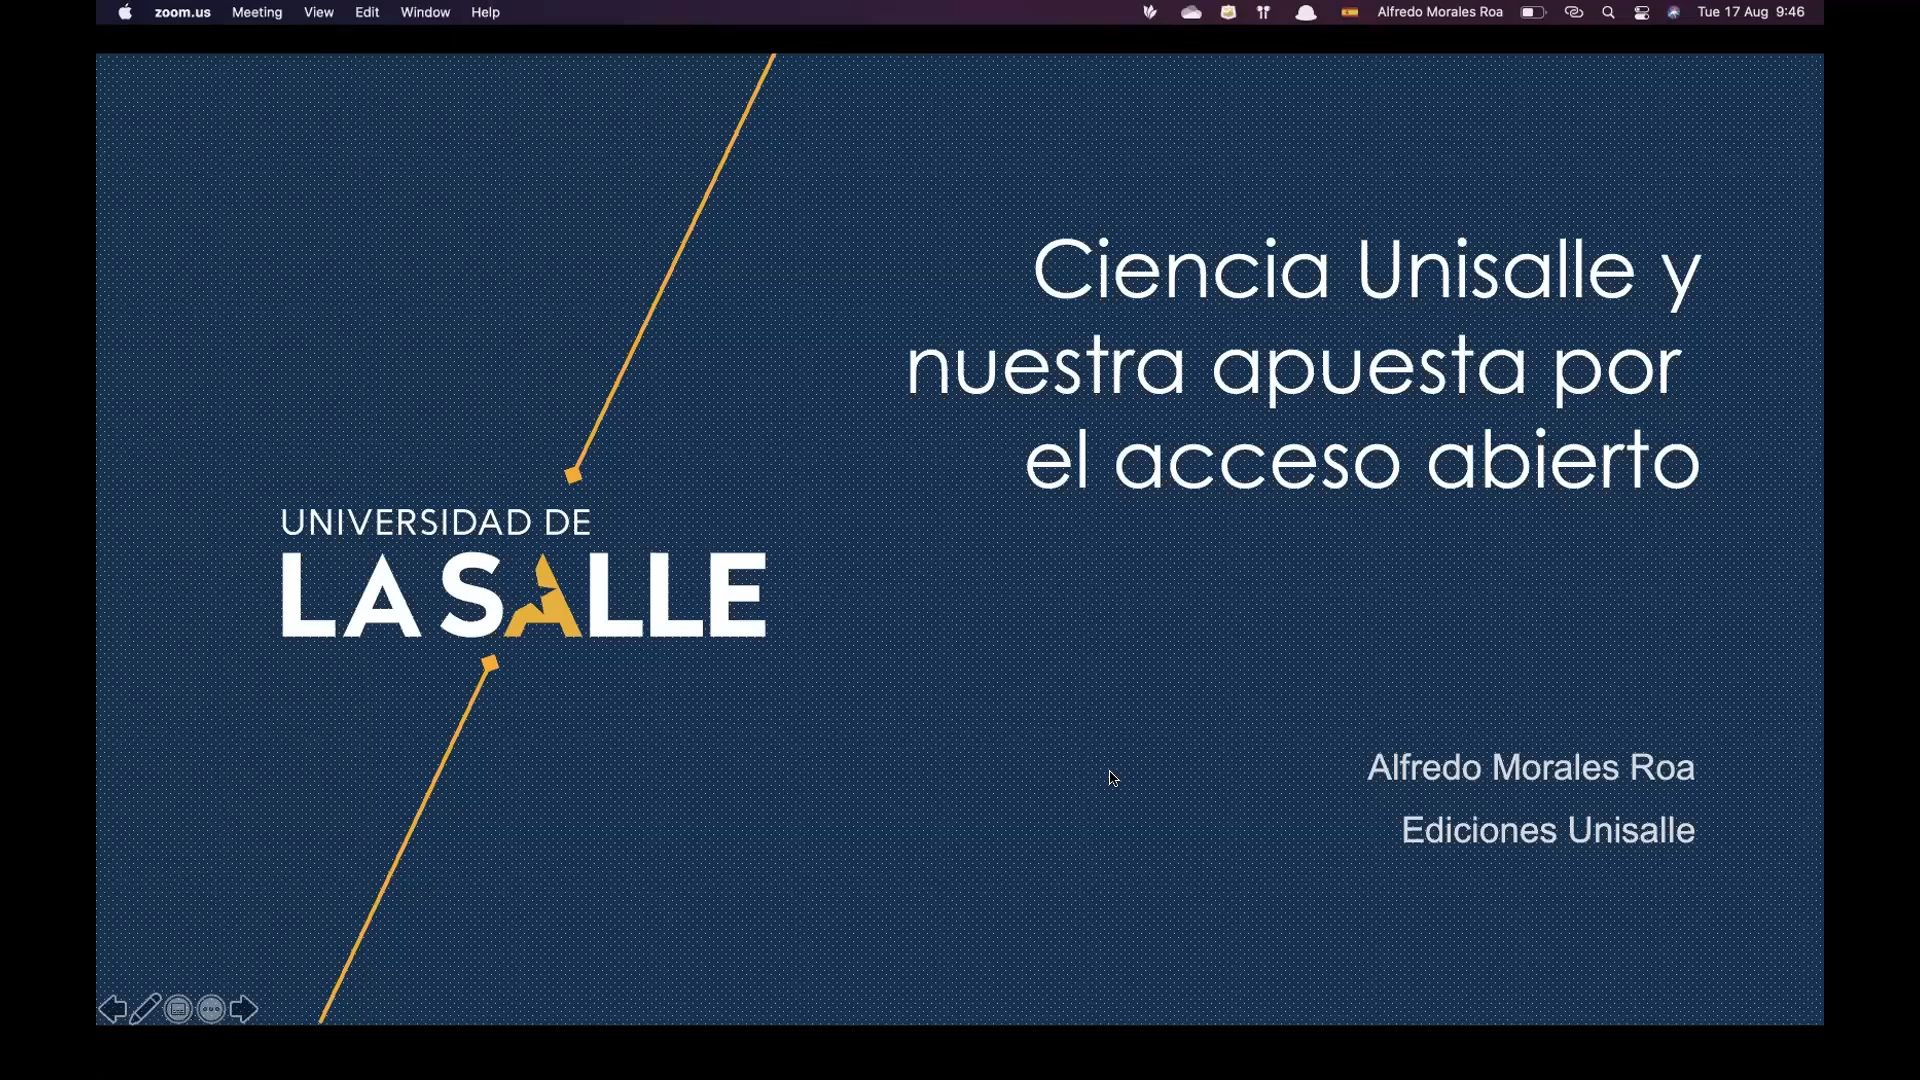 zoom.us Meeting View Edit Window Help Alfredo Morales Roa Tue 17 Aug 9:46
Ciencia Unisalle y
nuestra apuesta por
el acceso abierto
UNIVERSIDAD DE
LA SALLE
Alfredo Morales Roa
Ediciones Unisalle